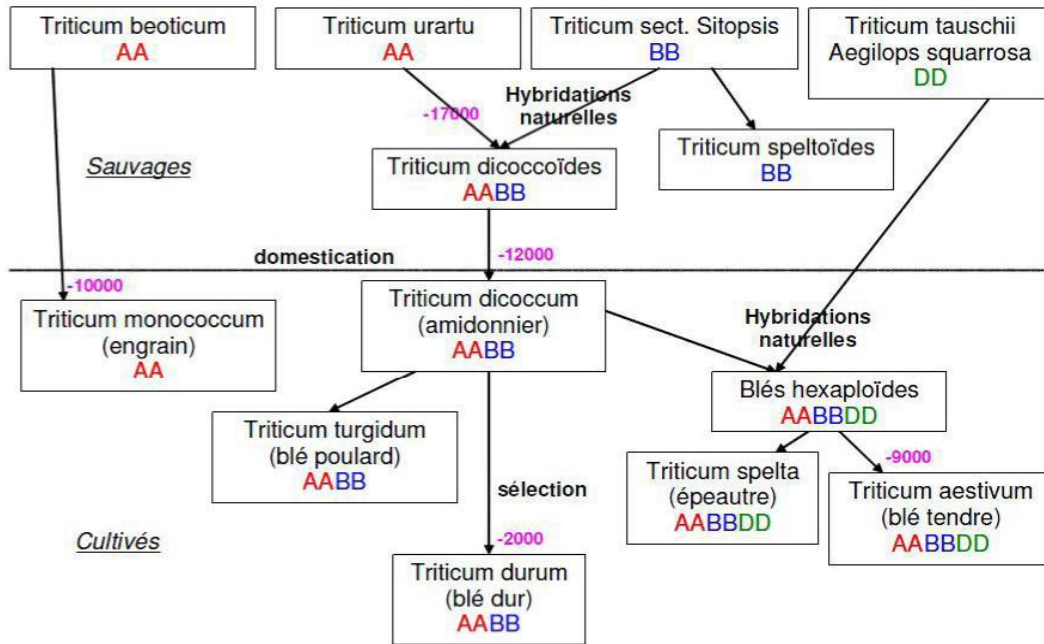 Triticum beoticum
AA
Triticum urartu
AA
Triticum sect. Sitopsis
BB
Triticum tauschii
Aegilops squarrosa
DD
-17000
Hybridations
naturelles
Sauvages
Triticum dicoccoïdes
AABB
Triticum speltoïdes
BB
domestication
-12000
-10000
Triticum monococcum
(engrain)
AA
Triticum dicoccum
(amidonnier)
AABB
Hybridations
naturelles
Blés hexaploïdes
AABBDD
Triticum turgidum
(blé poulard)
AABB
sélection
-9000
Triticum spelta
(épeautre)
AABBDD
Triticum aestivum
(blé tendre)
AABBDD
Cultivés
-2000
Triticum durum
(blé dur)
AABB